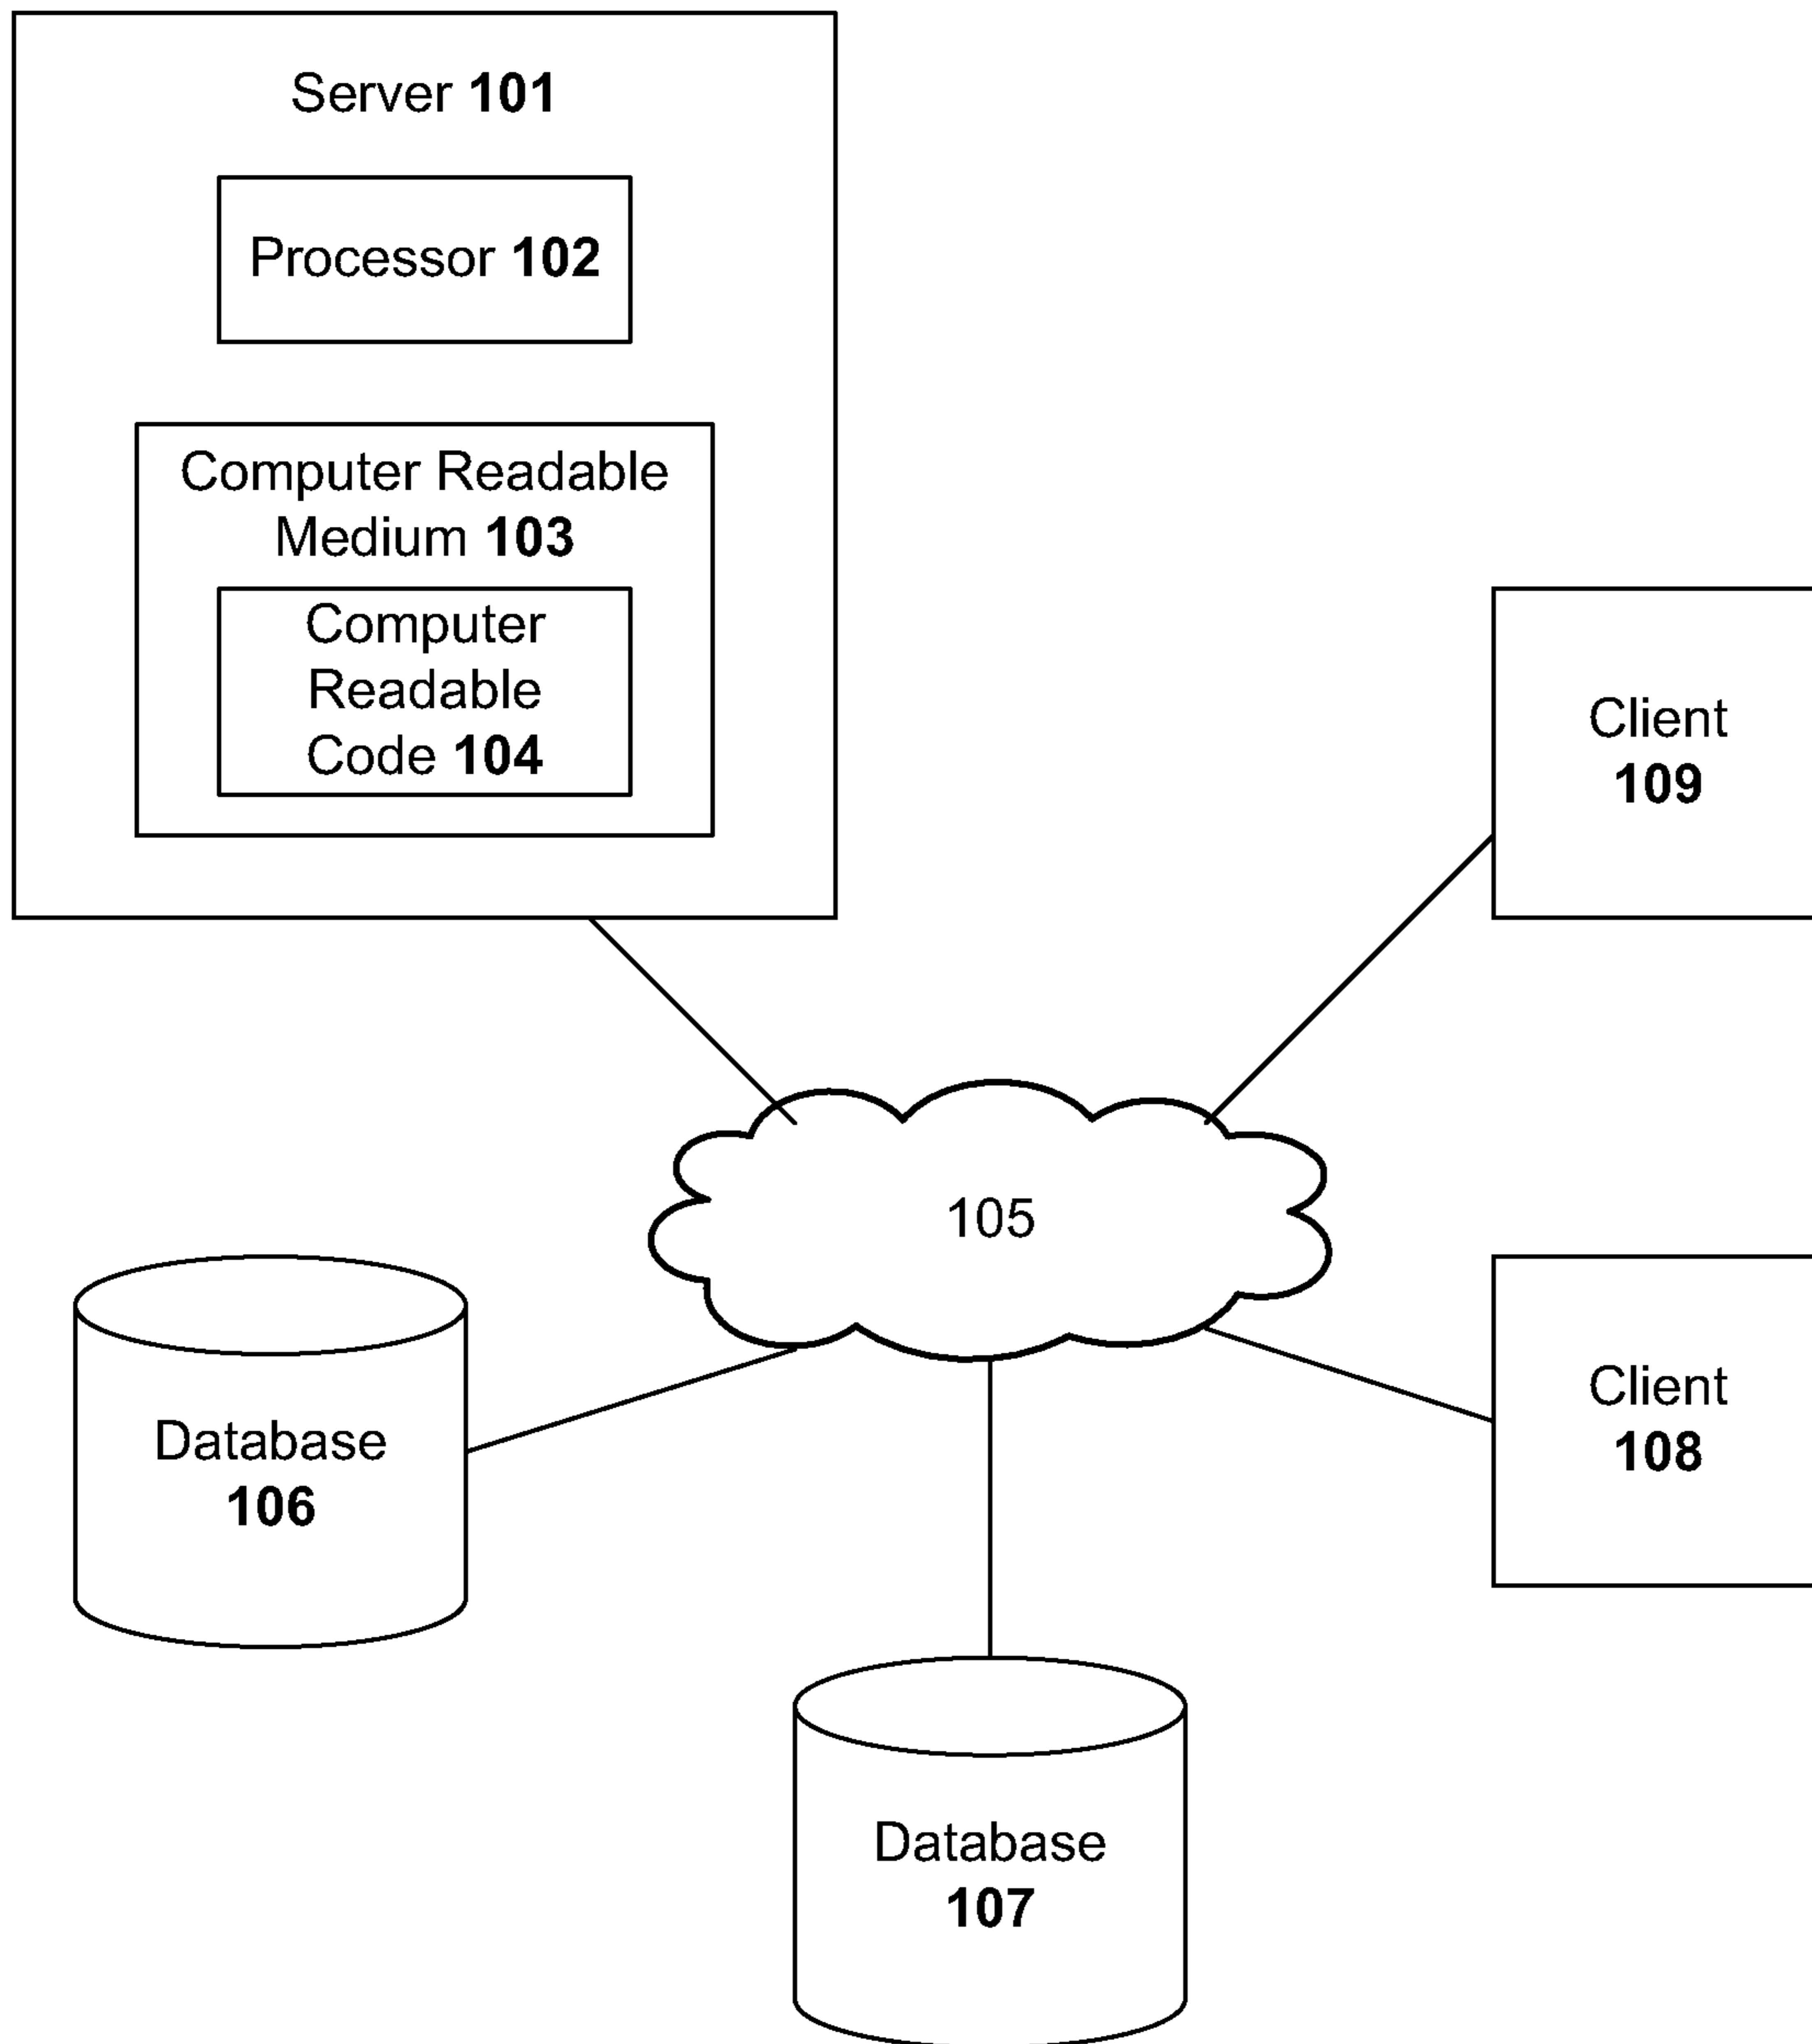 Server 101
Processor 102
Computer Readable
Medium 103
Computer
Readable
Code 104
Client
109
105
Client
108
Database
106
Database
107